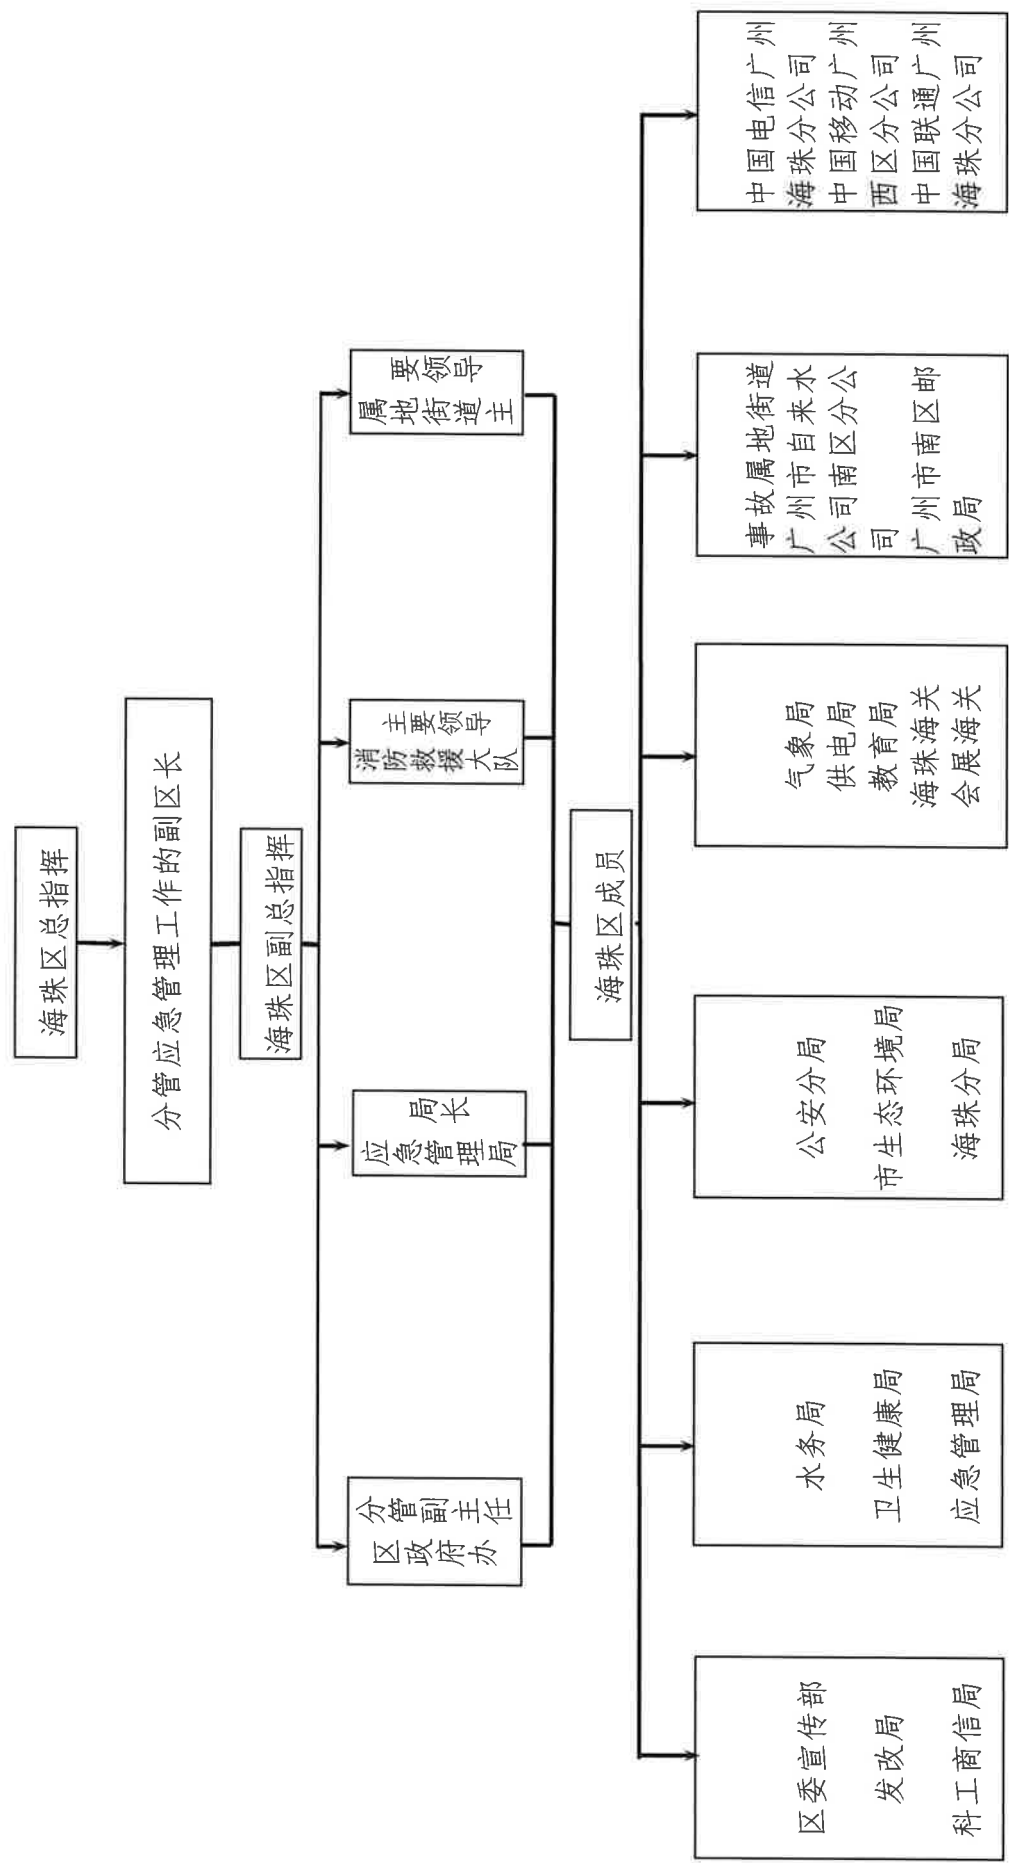 海珠区总指挥
分管应急管理工作的副区长
海珠区副总指挥
区政府办
分管副主任
应急管理局
局长
消防救援大队
主要领导
属地街道主
要领导
海珠区成员
区委宣传部
发改局
科工商信局
水务局
卫生健康局
应急管理局
公安分局
市生态环境局
海珠分局
气象局
供电局
教育局
海珠海关
会展海关
事故属地街道
广州市自来水
公司南区分公
司
广州市南区邮
政局
中国电信广州
海珠分公司
中国移动广州
西区分公司
中国联通广州
海珠分公司